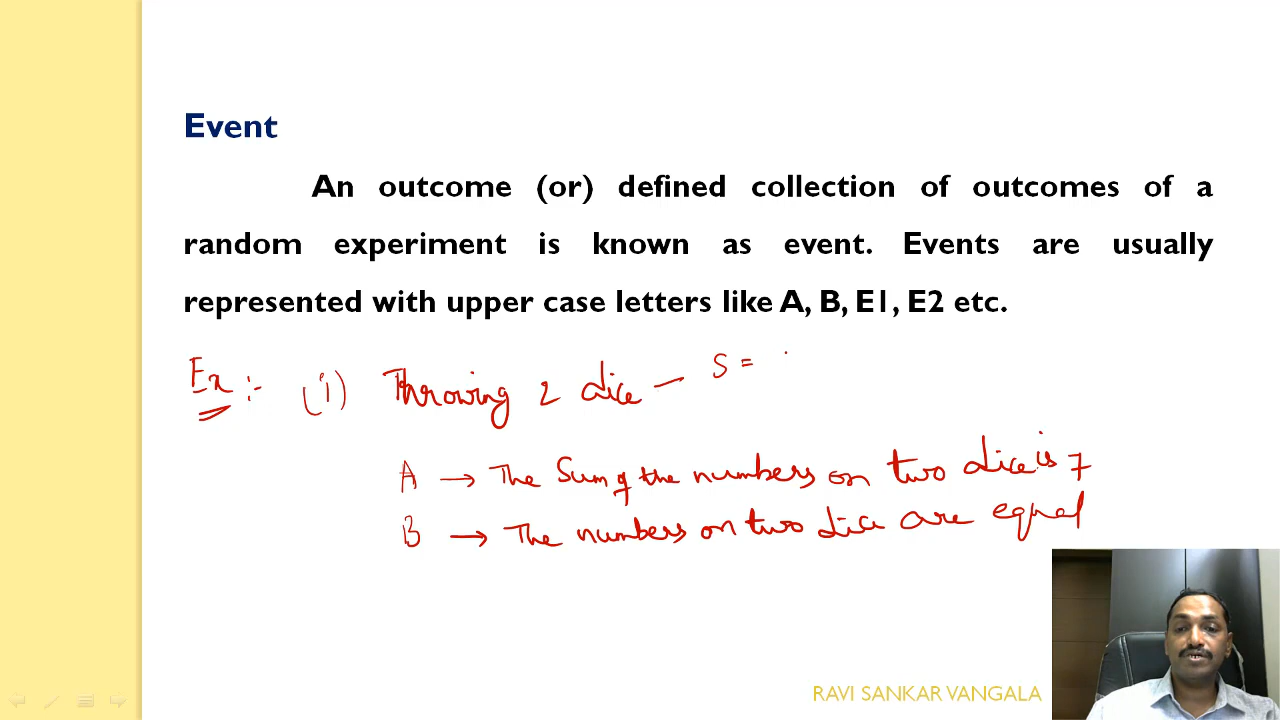 Event
An outcome (or) defined collection of outcomes of a
random experiment is known as event. Events are usually
represented with upper case letters like A, B, E1, E2 etc.
Ex :- (i) Throwing 2 dice - S =
A → The Sum of the numbers on two dice is 7
B → The numbers on two dice are equal
RAVI SANKAR VANGALA